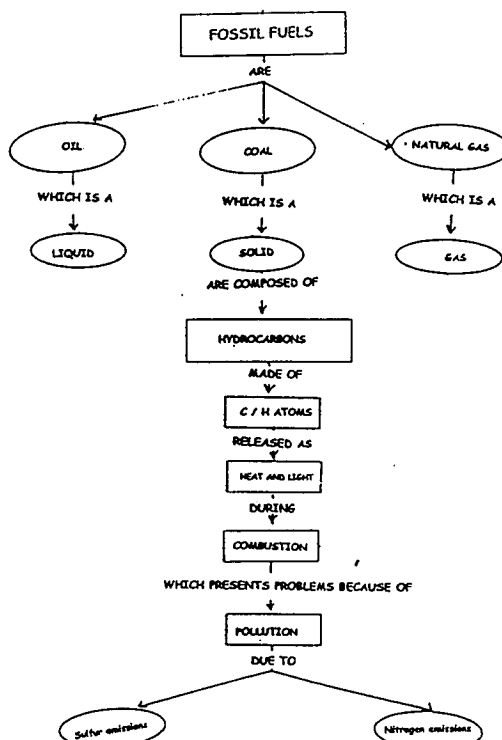 FOSSIL FUELS
ARE
OIL
COAL
NATURAL GAS
WHICH IS A
WHICH IS A
WHICH IS A
LIQUID
SOLID
GAS
ARE COMPOSED OF
HYDROCARBONS
MADE OF
C / H ATOMS
RELEASED AS
HEAT AND LIGHT
DURING
COMBUSTION
WHICH PRESENTS PROBLEMS BECAUSE OF
POLLUTION
DUE TO
Sulfur emissions
Nitrogen emissions